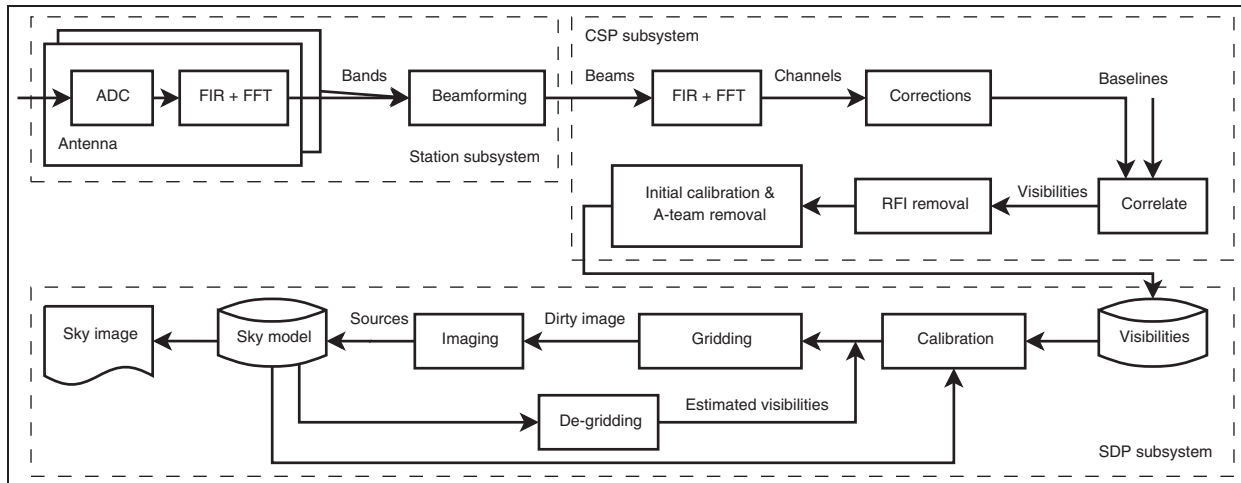 CSP subsystem
ADC
FIR + FFT
Antenna
Bands
Beamforming
Station subsystem
Beams
FIR + FFT
Channels
Corrections
Baselines
Initial calibration &
A-team removal
RFI removal
Visibilities
Correlate
Sky image
Sky model
Sources
Imaging
Dirty image
Gridding
Calibration
Visibilities
De-gridding
Estimated visibilities
SDP subsystem